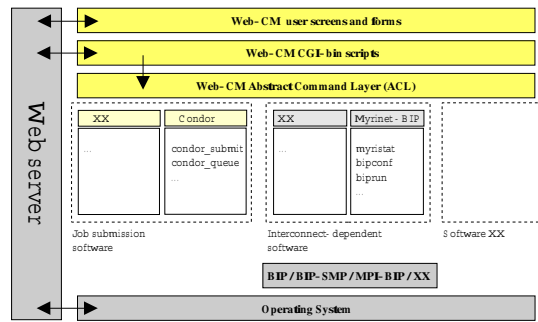 Web server
Web-CM user screens and forms
Web-CM CGI-bin scripts
Web-CM Abstract Command Layer (ACL)
XX
Condor
XX
Myrinet-BIP
...
condor_submit
condor_queue
...
...
myristat
bipconf
biprun
...
Job submission
software
Interconnect-dependent
software
Software XX
BIP/BIP-SMP/MPI-BIP/XX
Operating System